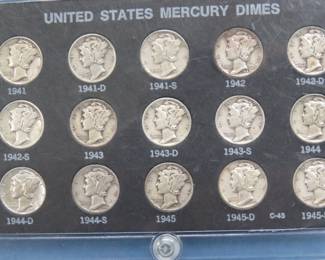 UNITED STATES MERCURY DIMES
1941 1941-D 1941-S 1942 1942-D
1942-S 1943 1943-D 1943-S 1944
1944-D 1944-S 1945 1945-D C-45 1945-